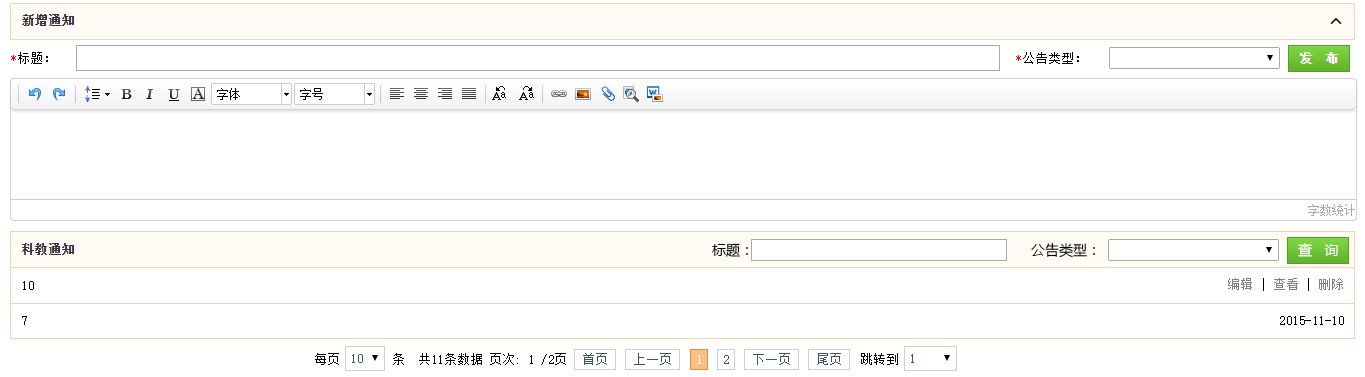 新增通知
*标题： *公告类型： 发 布
B I U A 字体 字号 Aa Aa W
字数统计
科教通知 标题： 公告类型： 查 询
10 编辑 | 查看 | 删除
7 2015-11-10
每页 10 条 共11条数据 页次: 1 /2页 首页 上一页 1 2 下一页 尾页 跳转到 1